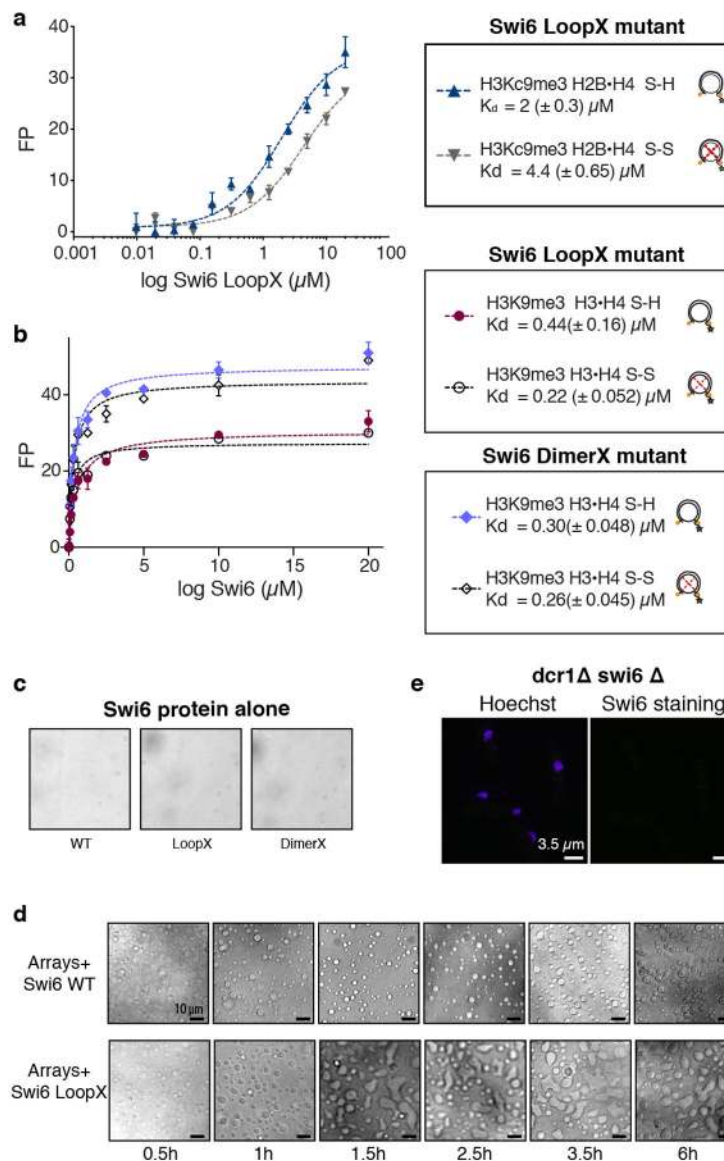 a
Swi6 LoopX mutant
40
30
20
10
0
FP
0.001 0.01 0.1 1 10 100
log Swi6 LoopX (µM)
H3Kc9me3 H2B•H4 S-H
Kd = 2 (± 0.3) µM
H3Kc9me3 H2B•H4 S-S
Kd = 4.4 (± 0.65) µM
b
40
20
0
FP
0 5 10 15 20
log Swi6 (µM)
Swi6 LoopX mutant
H3K9me3 H3•H4 S-H
Kd = 0.44(± 0.16) µM
H3K9me3 H3•H4 S-S
Kd = 0.22 (± 0.052) µM
Swi6 DimerX mutant
H3K9me3 H3•H4 S-H
Kd = 0.30(± 0.048) µM
H3K9me3 H3•H4 S-S
Kd = 0.26(± 0.045) µM
c
Swi6 protein alone
WT LoopX DimerX
e
dcr1Δ swi6 Δ
Hoechst Swi6 staining
3.5 µm
d
Arrays+
Swi6 WT
10 µm
Arrays+
Swi6 LoopX
0.5h 1h 1.5h 2.5h 3.5h 6h